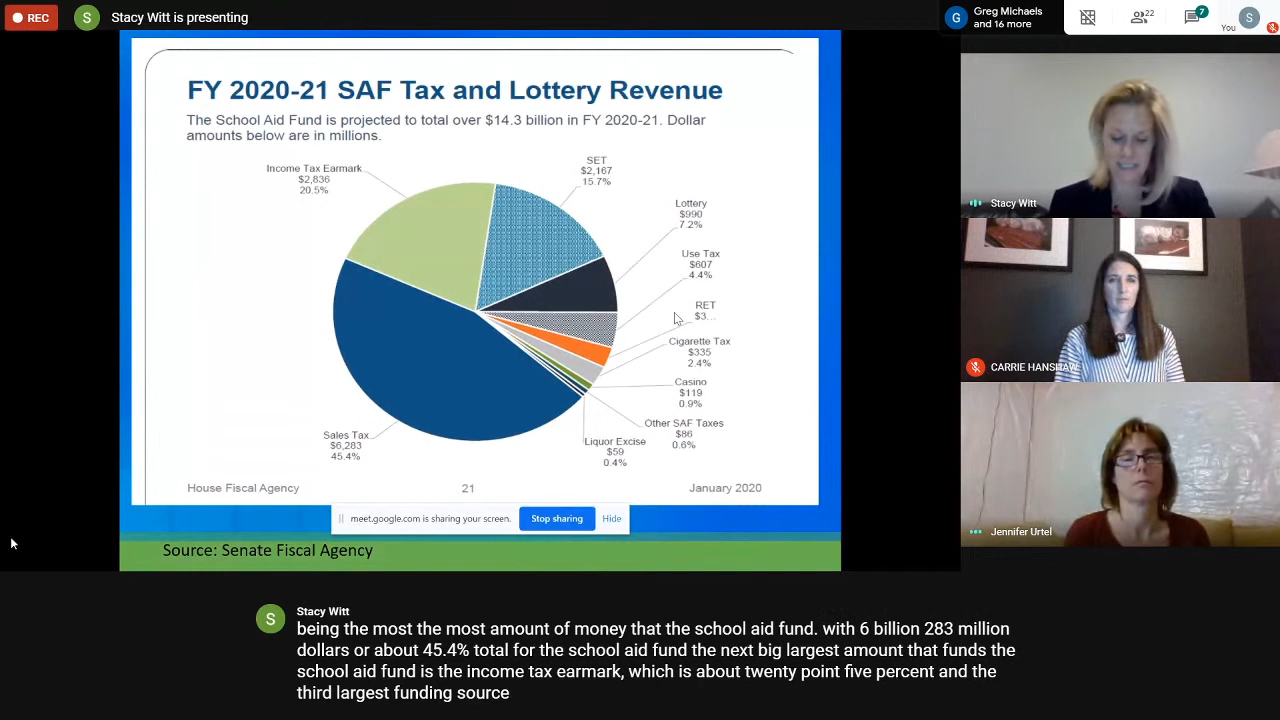 REC
S
Stacy Witt is presenting
G
Greg Michaels
and 16 more
22
7
S
You
FY 2020-21 SAF Tax and Lottery Revenue
The School Aid Fund is projected to total over $14.3 billion in FY 2020-21. Dollar
amounts below are in millions.
Income Tax Earmark
$2,836
20.5%
SET
$2,167
15.7%
Lottery
$990
7.2%
Use Tax
$607
4.4%
RET
$3...
Cigarette Tax
$335
2.4%
Casino
$119
0.9%
Other SAF Taxes
$86
0.6%
Liquor Excise
$59
0.4%
Sales Tax
$6,283
45.4%
House Fiscal Agency
21
January 2020
meet.google.com is sharing your screen.
Stop sharing
Hide
Source: Senate Fiscal Agency
Stacy Witt
CARRIE HANSHAW
Jennifer Urtel
S
Stacy Witt
being the most the most amount of money that the school aid fund. with 6 billion 283 million
dollars or about 45.4% total for the school aid fund the next big largest amount that funds the
school aid fund is the income tax earmark, which is about twenty point five percent and the
third largest funding source